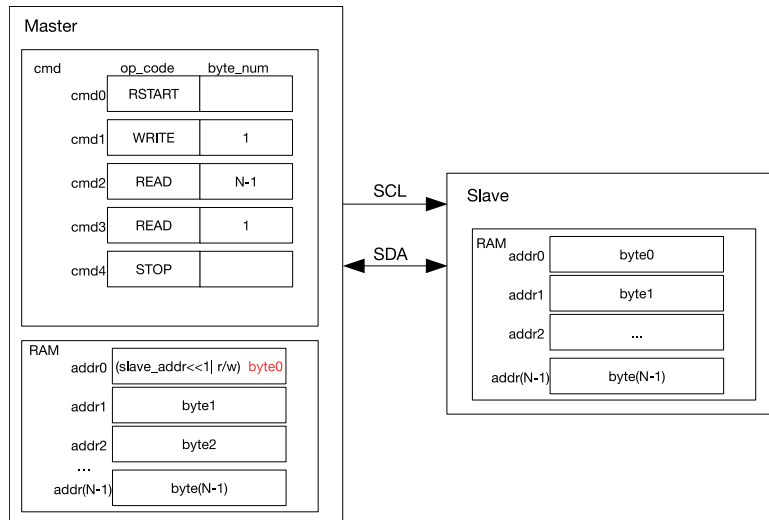 Master
cmd op_code byte_num
cmd0 RSTART
cmd1 WRITE 1
cmd2 READ N-1
cmd3 READ 1
cmd4 STOP
RAM
addr0 (slave_addr<<1| r/w) byte0
addr1 byte1
addr2 byte2
...
addr(N-1) byte(N-1)
SCL
SDA
Slave
RAM
addr0 byte0
addr1 byte1
addr2 ...
addr(N-1) byte(N-1)